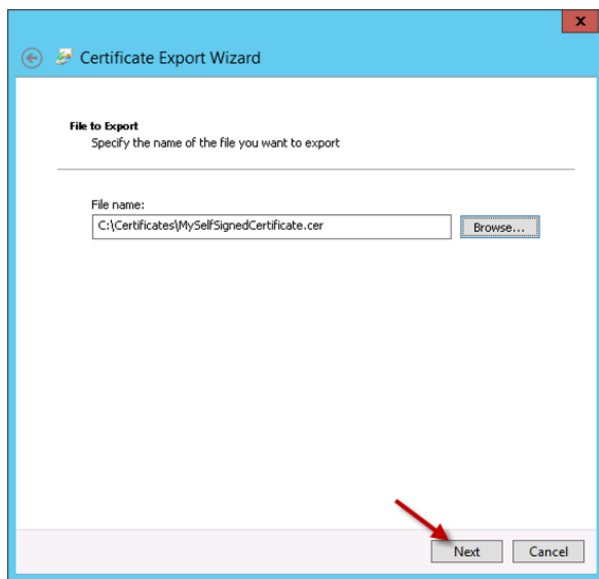 x
Certificate Export Wizard
File to Export
Specify the name of the file you want to export
File name:
C:\Certificates\MySelfSignedCertificate.cer
Browse...
Next
Cancel